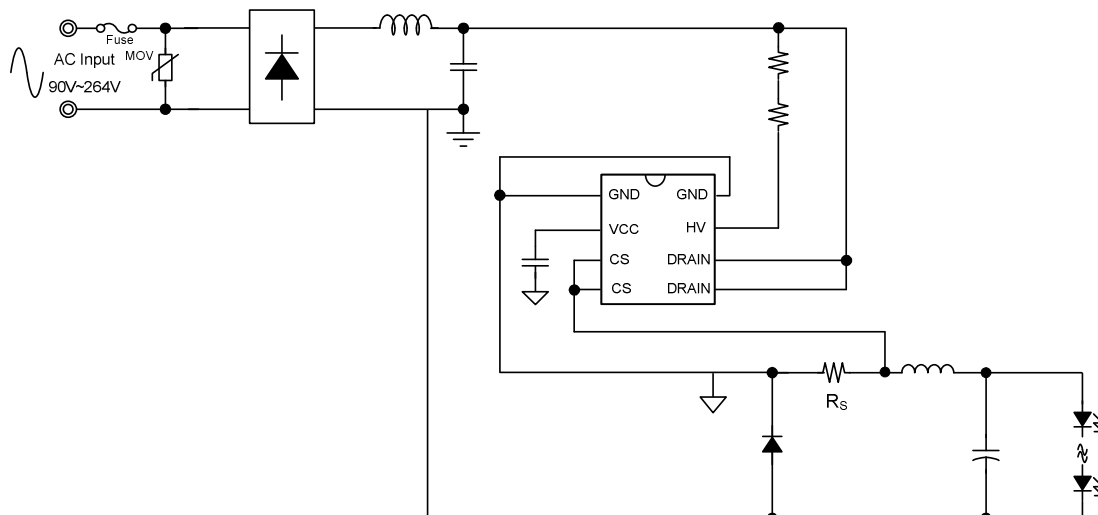 Fuse
MOV
AC Input
90V~264V
GND GND
VCC HV
CS DRAIN
CS DRAIN
RS